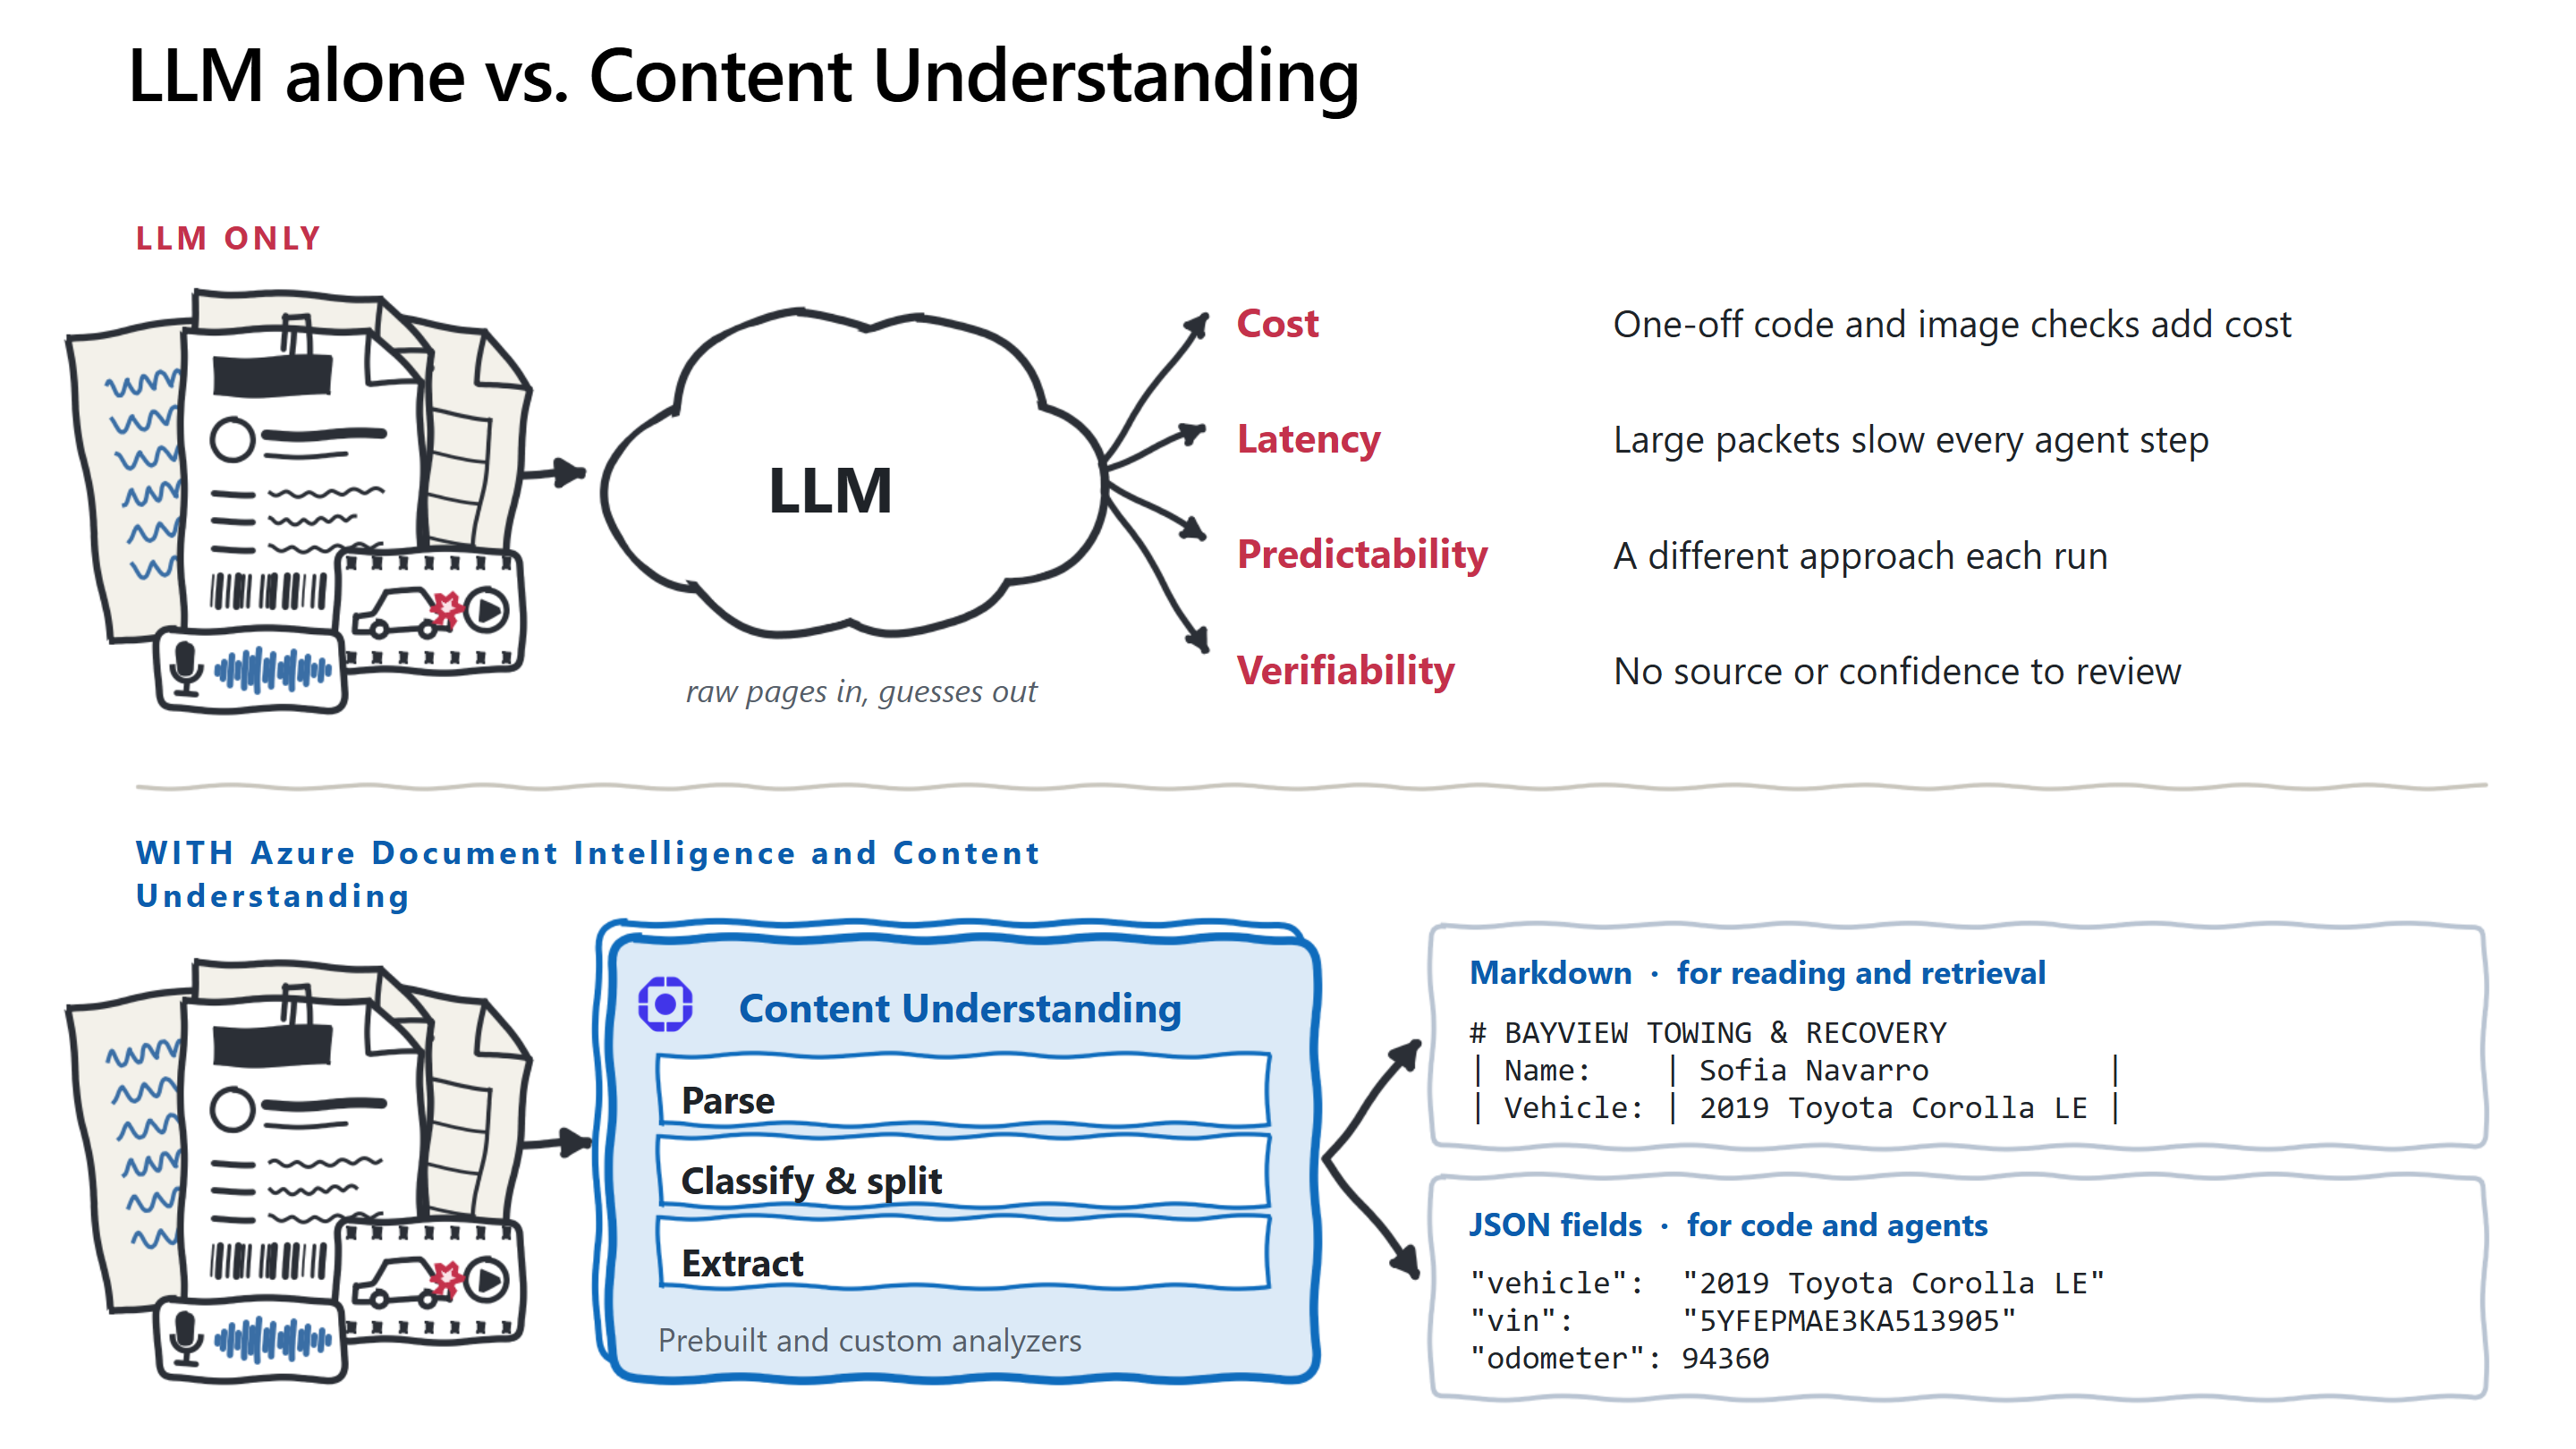 LLM alone vs. Content Understanding
LLM ONLY
LLM
raw pages in, guesses out
Cost One-off code and image checks add cost
Latency Large packets slow every agent step
Predictability A different approach each run
Verifiability No source or confidence to review
WITH Azure Document Intelligence and Content
Understanding
Content Understanding
Parse
Classify & split
Extract
Prebuilt and custom analyzers
Markdown · for reading and retrieval
# BAYVIEW TOWING & RECOVERY
| Name:    | Sofia Navarro          |
| Vehicle: | 2019 Toyota Corolla LE |
JSON fields · for code and agents
"vehicle":  "2019 Toyota Corolla LE"
"vin":      "5YFEPMAE3KA513905"
"odometer": 94360